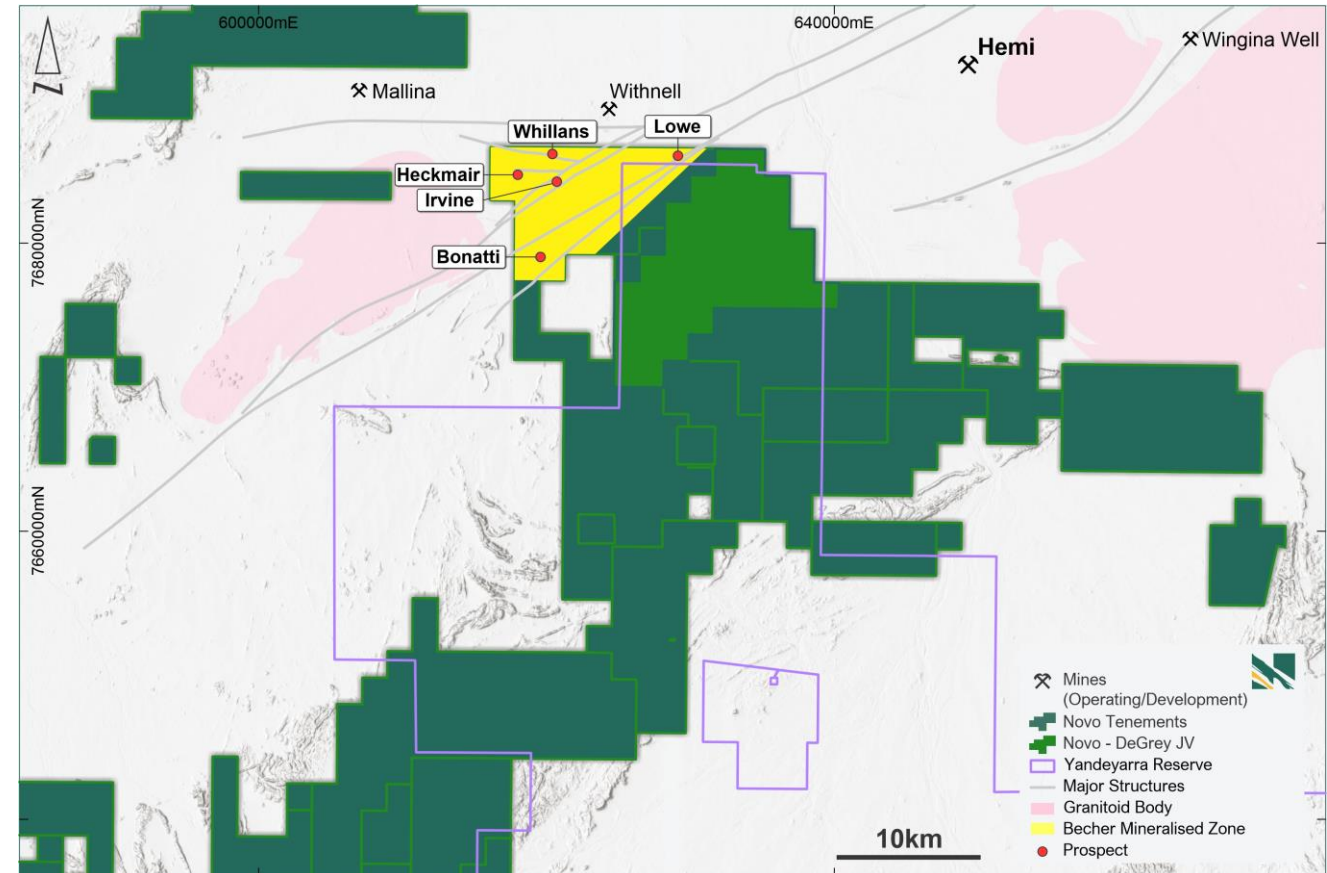 600000mE
640000mE
Hemi
Wingina Well
Mallina
Withnell
Whillans
Lowe
Heckmair
Irvine
7680000mN
Bonatti
7660000mN
N
10km
Mines
(Operating/Development)
Novo Tenements
Novo - DeGrey JV
Yandeyarra Reserve
Major Structures
Granitoid Body
Becher Mineralised Zone
Prospect